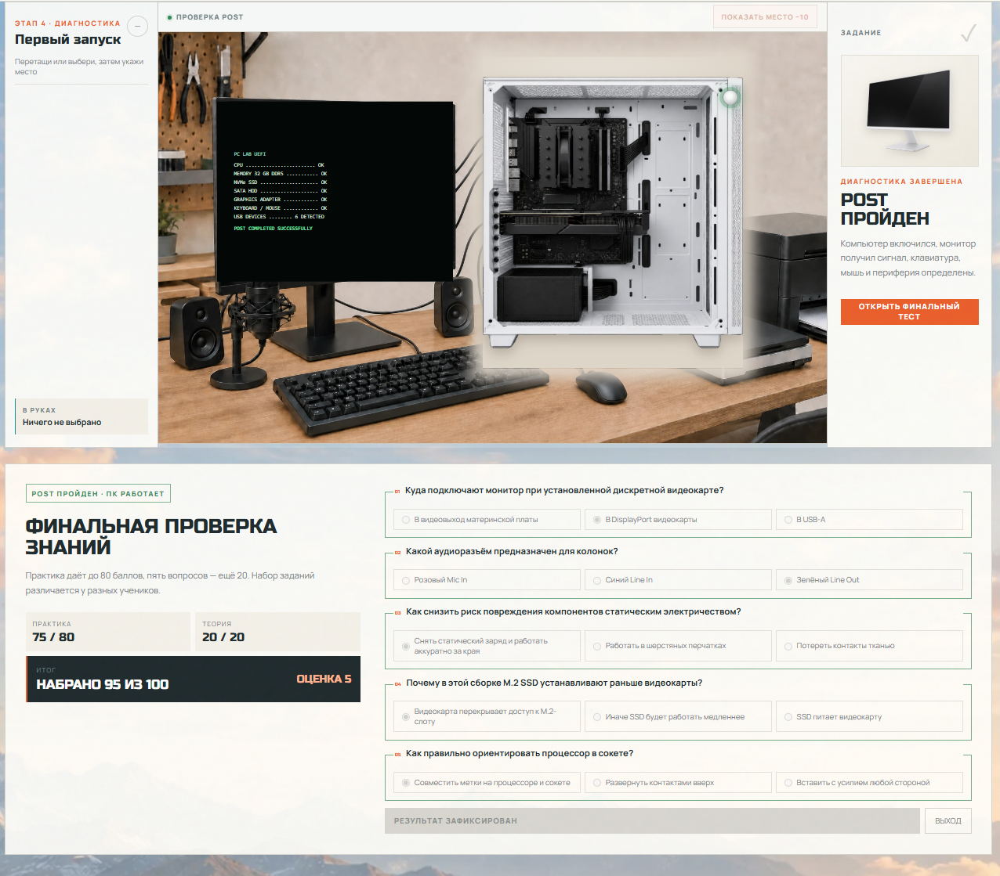 ЭТАП 4 · ДИАГНОСТИКА
Первый запуск
Перетащи или выбери, затем укажи
место
В РУКАХ
Ничего не выбрано
ПРОВЕРКА POST
ПОКАЗАТЬ МЕСТО −10
PC LAB UEFI
CPU ........................ OK
MEMORY 32 GB DDR5 ........... OK
NVMe SSD .................... OK
SATA HDD .................... OK
GRAPHICS ADAPTER ............ OK
KEYBOARD / MOUSE ............ OK
USB DEVICES ........ 6 DETECTED
POST COMPLETED SUCCESSFULLY
ЗАДАНИЕ
ДИАГНОСТИКА ЗАВЕРШЕНА
POST
ПРОЙДЕН
Компьютер включился, монитор
получил сигнал, клавиатура,
мышь и периферия определены.
ОТКРЫТЬ ФИНАЛЬНЫЙ
ТЕСТ
POST ПРОЙДЕН · ПК РАБОТАЕТ
ФИНАЛЬНАЯ ПРОВЕРКА
ЗНАНИЙ
Практика даёт до 80 баллов, пять вопросов — ещё 20. Набор заданий
различается у разных учеников.
ПРАКТИКА
75 / 80
ТЕОРИЯ
20 / 20
ИТОГ
НАБРАНО 95 ИЗ 100
ОЦЕНКА 5
01 Куда подключают монитор при установленной дискретной видеокарте?
В видеовыход материнской платы
В DisplayPort видеокарты
В USB-A
02 Какой аудиоразъём предназначен для колонок?
Розовый Mic In
Синий Line In
Зелёный Line Out
03 Как снизить риск повреждения компонентов статическим электричеством?
Снять статический заряд и работать
аккуратно за края
Работать в шерстяных перчатках
Потереть контакты тканью
04 Почему в этой сборке M.2 SSD устанавливают раньше видеокарты?
Видеокарта перекрывает доступ к M.2-
слоту
Иначе SSD будет работать медленнее
SSD питает видеокарту
05 Как правильно ориентировать процессор в сокете?
Совместить метки на процессоре и сокете
Развернуть контактами вверх
Вставить с усилием любой стороной
РЕЗУЛЬТАТ ЗАФИКСИРОВАН
ВЫХОД